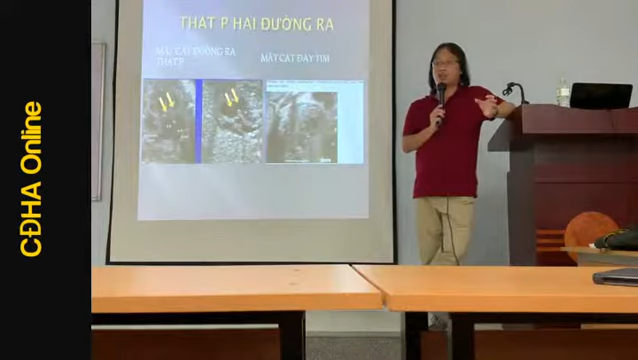 CĐHA Online
THẤT P HAI ĐƯỜNG RA
MẶT CẮT ĐƯỜNG RA
THẤT P
MẶT CẮT ĐÁY TIM